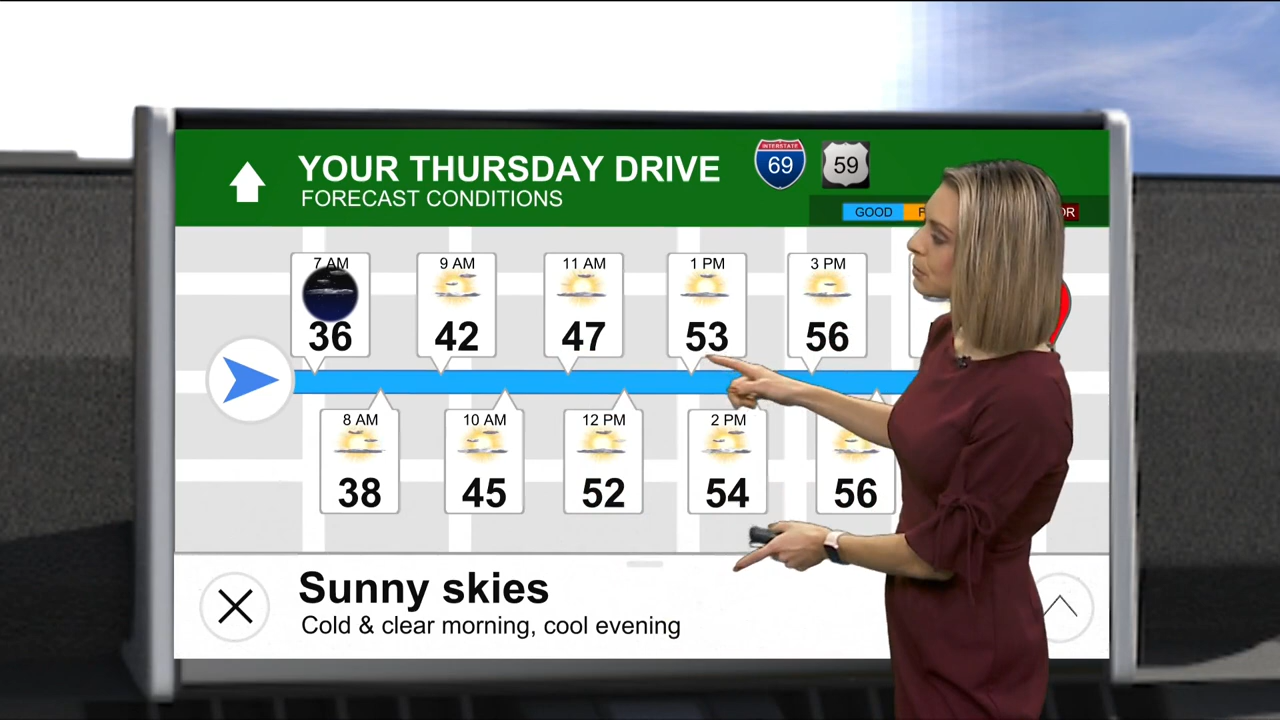 YOUR THURSDAY DRIVE
FORECAST CONDITIONS
INTERSTATE
69
59
GOOD
7 AM
36
9 AM
42
11 AM
47
1 PM
53
3 PM
56
8 AM
38
10 AM
45
12 PM
52
2 PM
54
56
Sunny skies
Cold & clear morning, cool evening